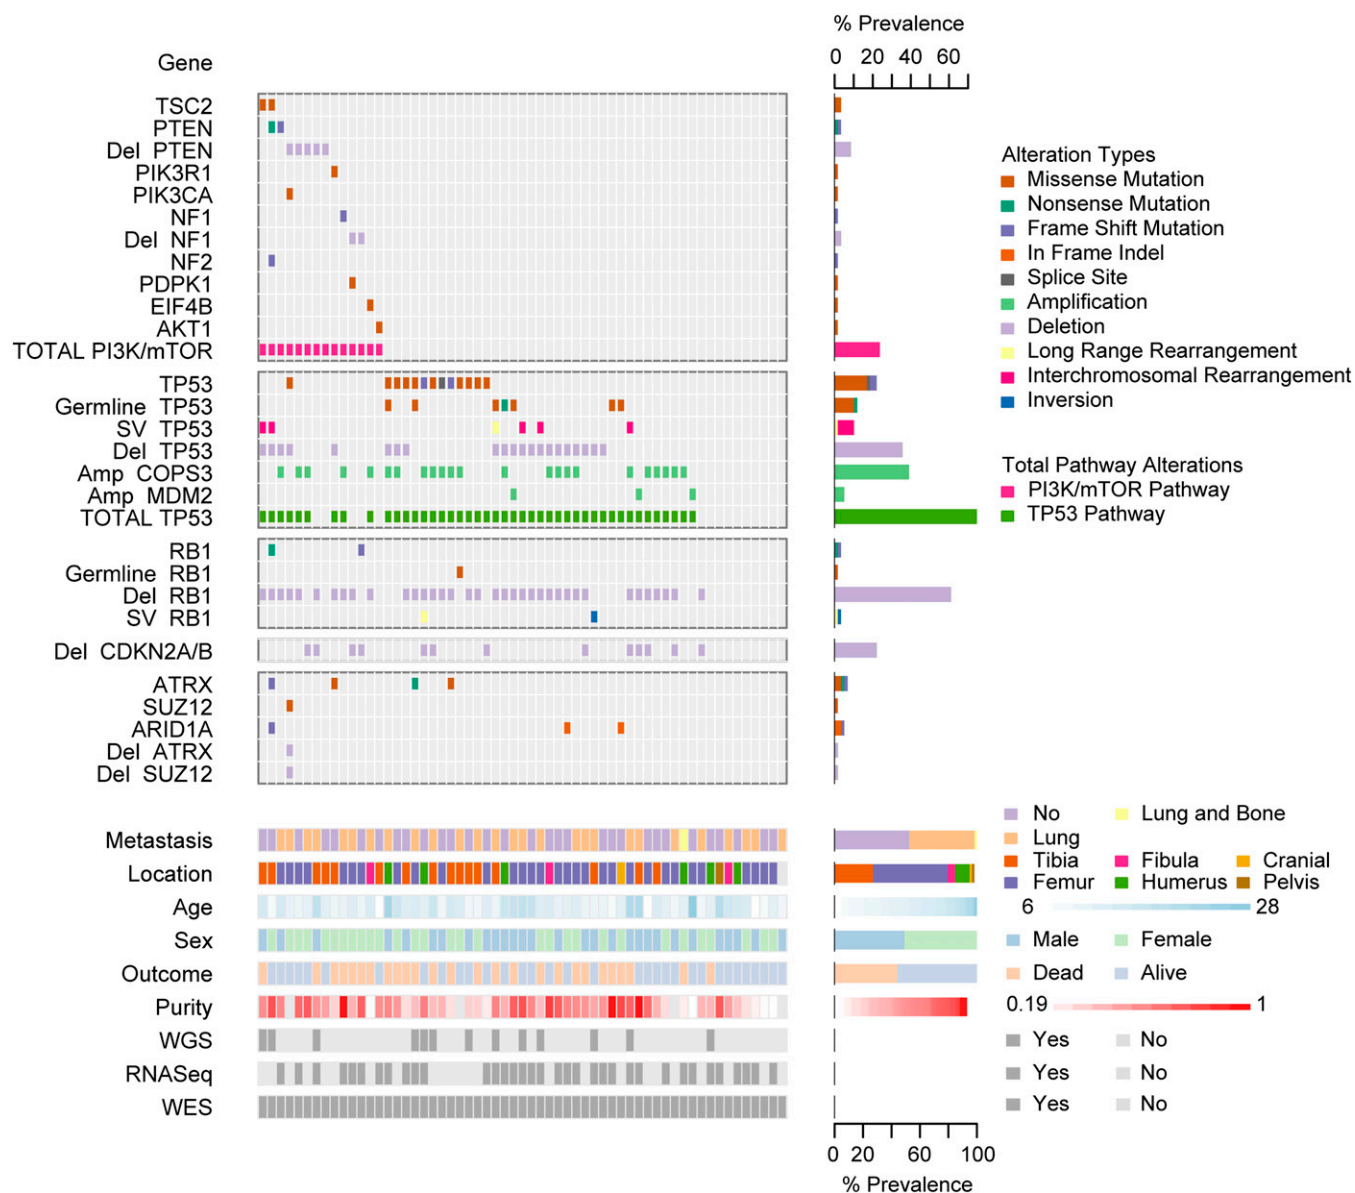 % Prevalence
0 20 40 60
Gene
TSC2
PTEN
Del PTEN
PIK3R1
PIK3CA
NF1
Del NF1
NF2
PDPK1
EIF4B
AKT1
TOTAL PI3K/mTOR
TP53
Germline TP53
SV TP53
Del TP53
Amp COPS3
Amp MDM2
TOTAL TP53
RB1
Germline RB1
Del RB1
SV RB1
Del CDKN2A/B
ATRX
SUZ12
ARID1A
Del ATRX
Del SUZ12
Alteration Types
Missense Mutation
Nonsense Mutation
Frame Shift Mutation
In Frame Indel
Splice Site
Amplification
Deletion
Long Range Rearrangement
Interchromosomal Rearrangement
Inversion
Total Pathway Alterations
PI3K/mTOR Pathway
TP53 Pathway
Metastasis
Location
Age
Sex
Outcome
Purity
WGS
RNASeq
WES
No Lung and Bone
Lung
Tibia Fibula Cranial
Femur Humerus Pelvis
6 28
Male Female
Dead Alive
0.19 1
Yes No
Yes No
Yes No
0 20 60 100
% Prevalence